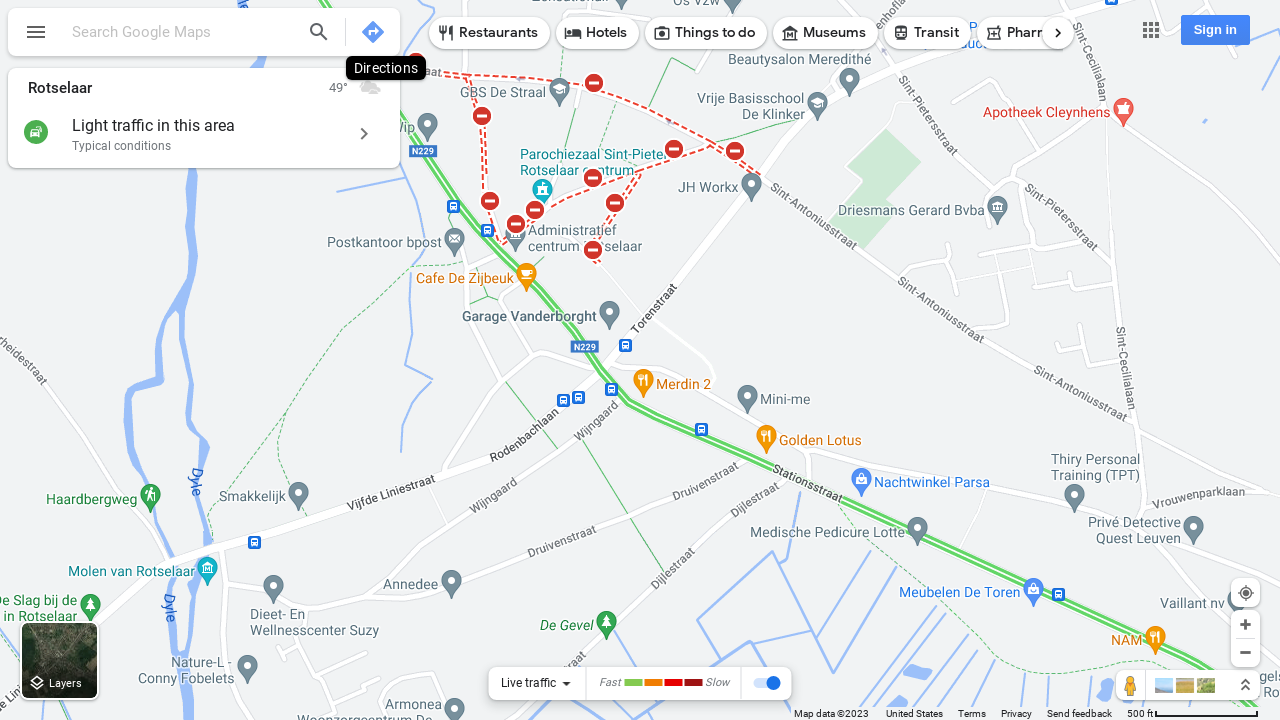 Search Google Maps
Directions
Restaurants
Hotels
Things to do
Museums
Transit
Pharm
Sign in
Rotselaar
49°
Light traffic in this area
Typical conditions
Os Vzw
Beautysalon Meredithé
GBS De Straal
Vrije Basisschool
De Klinker
Apotheek Cleynhens
N229
Parochiezaal Sint-Pieter
Rotselaar centrum
JH Workx
Sint-Pietersstraat
Sint-Pietersstraat
Sint-Cecilialaan
Driesmans Gerard Bvba
Sint-Antoniusstraat
Sint-Antoniusstraat
Sint-Antoniusstraat
Sint-Cecilialaan
Postkantoor bpost
Administratief
centrum Rotselaar
Cafe De Zijbeuk
Garage Vanderborght
Torenstraat
N229
Merdin 2
Mini-me
Golden Lotus
Rodenbachlaan
Wijngaard
Wijngaard
Vijfde Liniestraat
Druivenstraat
Druivenstraat
Dijlestraat
Dijlestraat
Stationsstraat
Nachtwinkel Parsa
Thiry Personal
Training (TPT)
Vrouwenparklaan
Haardbergweg
Smakkelijk
Dyle
Dyle
Medische Pedicure Lotte
Privé Detective
Quest Leuven
Molen van Rotselaar
Annedee
Meubelen De Toren
Vaillant nv
De Slag bij de
in Rotselaar
Dieet- En
Wellnesscenter Suzy
De Gevel
NAM
Nature-L -
Conny Fobelets
Armonea
Layers
Live traffic
Fast
Slow
Map data ©2023
United States
Terms
Privacy
Send feedback
500 ft